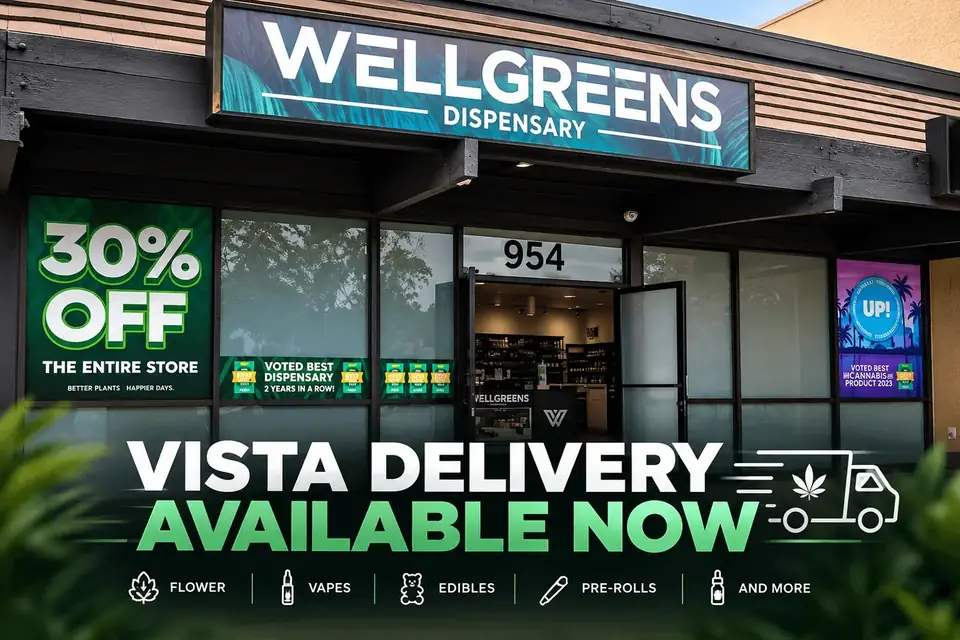 WELLGREENS
DISPENSARY
954
30%
OFF
THE ENTIRE STORE
BETTER PLANTS HAPPIER DAYS.
VOTED BEST
DISPENSARY
2 YEARS IN A ROW!
UP!
VOTED BEST
PRODUCT 2023
WELLGREENS
VISTA DELIVERY
AVAILABLE NOW
FLOWER
VAPES
EDIBLES
PRE-ROLLS
AND MORE